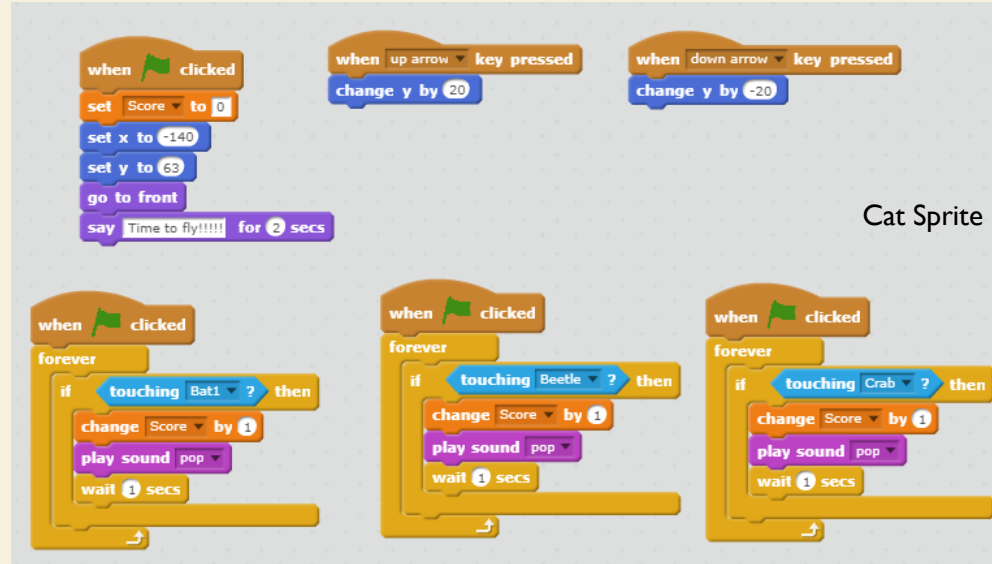 when clicked
set Score to 0
set x to -140
set y to 63
go to front
say Time to fly!!!!! for 2 secs
when up arrow key pressed
change y by 20
when down arrow key pressed
change y by -20
Cat Sprite
when clicked
forever
if touching Bat1 ? then
change Score by 1
play sound pop
wait 1 secs
when clicked
forever
if touching Beetle ? then
change Score by 1
play sound pop
wait 1 secs
when clicked
forever
if touching Crab ? then
change Score by 1
play sound pop
wait 1 secs